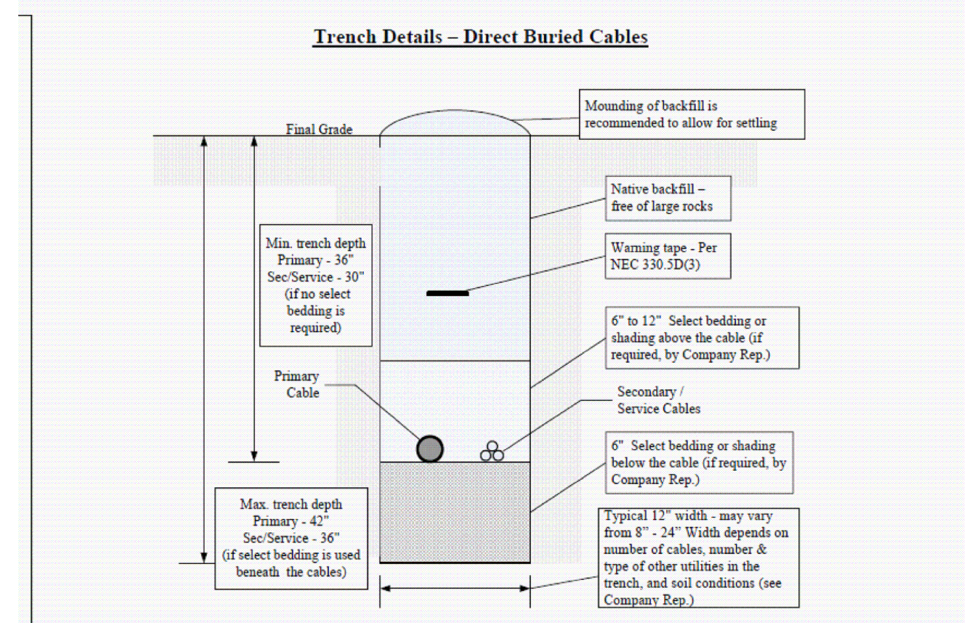 Trench Details – Direct Buried Cables
Mounding of backfill is
recommended to allow for settling
Final Grade
Native backfill –
free of large rocks
Min. trench depth
Primary - 36"
Sec/Service - 30"
(if no select
bedding is
required)
Warning tape - Per
NEC 330.5D(3)
6" to 12" Select bedding or
shading above the cable (if
required, by Company Rep.)
Primary
Cable
Secondary /
Service Cables
6" Select bedding or shading
below the cable (if required, by
Company Rep.)
Max. trench depth
Primary - 42"
Sec/Service - 36"
(if select bedding is used
beneath the cables)
Typical 12" width - may vary
from 8" - 24" Width depends on
number of cables, number &
type of other utilities in the
trench, and soil conditions (see
Company Rep.)